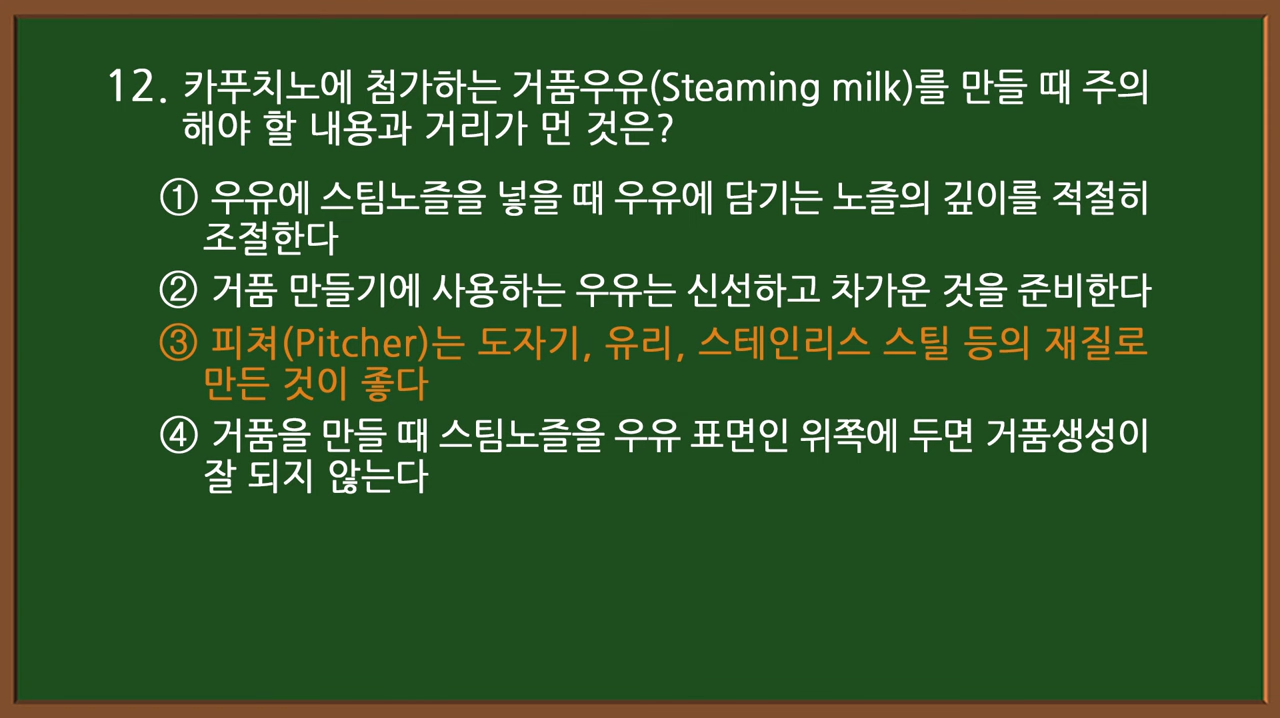 12. 카푸치노에 첨가하는 거품우유(Steaming milk)를 만들 때 주의
해야 할 내용과 거리가 먼 것은?
① 우유에 스팀노즐을 넣을 때 우유에 담기는 노즐의 깊이를 적절히
조절한다
② 거품 만들기에 사용하는 우유는 신선하고 차가운 것을 준비한다
③ 피쳐(Pitcher)는 도자기, 유리, 스테인리스 스틸 등의 재질로
만든 것이 좋다
④ 거품을 만들 때 스팀노즐을 우유 표면인 위쪽에 두면 거품생성이
잘 되지 않는다